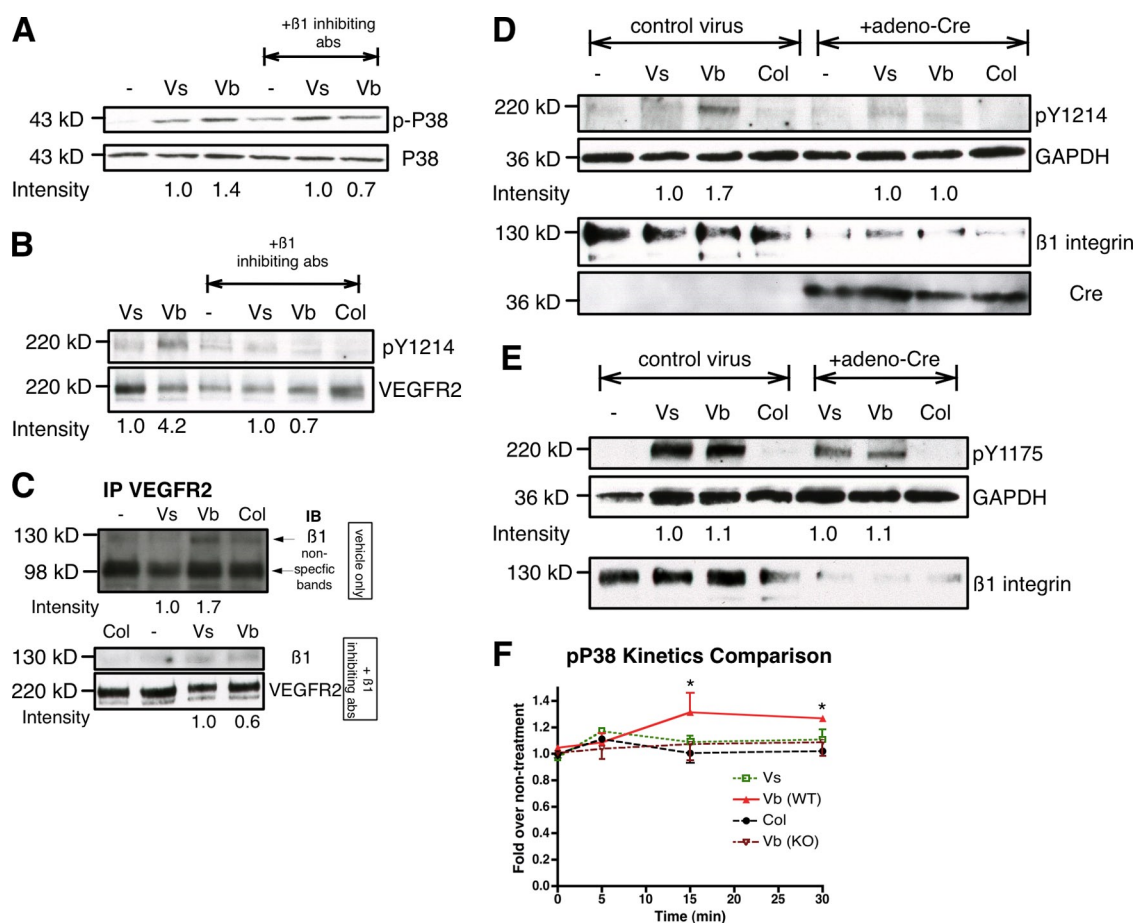 A
+ß1 inhibiting
abs
- Vs Vb - Vs Vb
43 kD p-P38
43 kD P38
Intensity 1.0 1.4 1.0 0.7
B
+ß1
inhibiting abs
Vs Vb - Vs Vb Col
220 kD pY1214
220 kD VEGFR2
Intensity 1.0 4.2 1.0 0.7
C
IP VEGFR2
- Vs Vb Col IB
130 kD ß1
non-
specfic
bands
98 kD
vehicle only
Intensity 1.0 1.7
Col - Vs Vb
130 kD ß1
220 kD VEGFR2
+ ß1
inhibiting abs
Intensity 1.0 0.6
D
control virus +adeno-Cre
- Vs Vb Col - Vs Vb Col
220 kD pY1214
36 kD GAPDH
Intensity 1.0 1.7 1.0 1.0
130 kD ß1 integrin
36 kD Cre
E
control virus +adeno-Cre
- Vs Vb Col Vs Vb Col
220 kD pY1175
36 kD GAPDH
Intensity 1.0 1.1 1.0 1.1
130 kD ß1 integrin
F
pP38 Kinetics Comparison
Fold over non-treatment
1.4
1.2
1.0
0.8
0.6
0.4
0.2
0.0
* *
Vs
Vb (WT)
Col
Vb (KO)
0 5 10 15 20 25 30
Time (min)